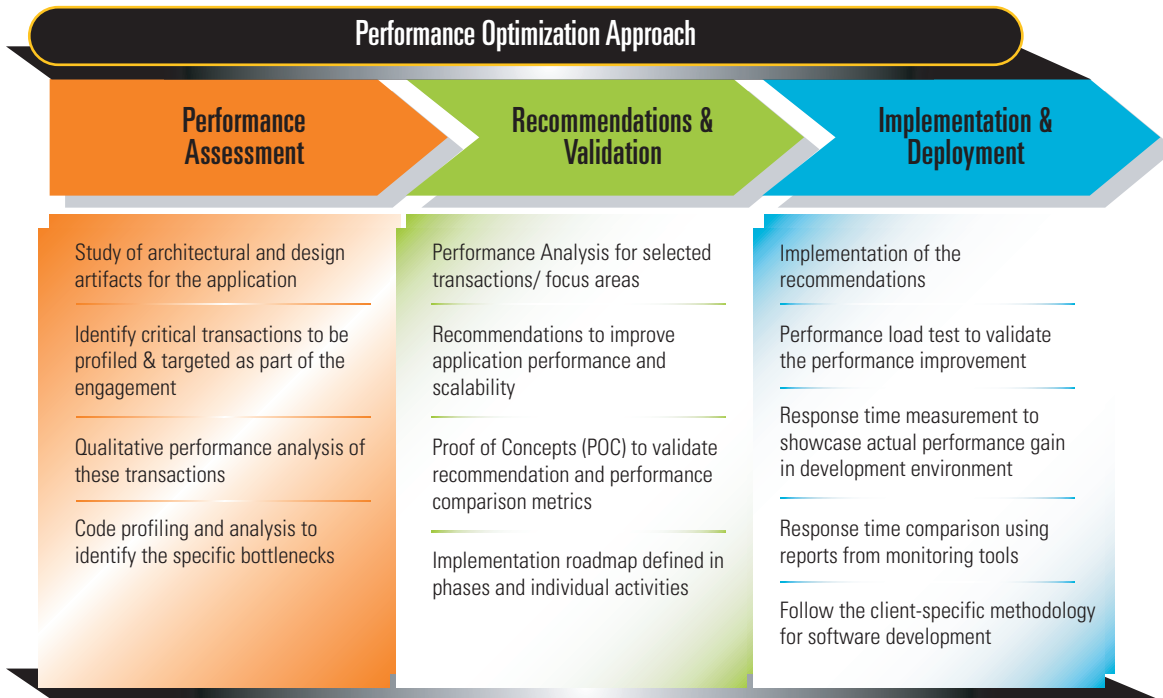 Performance Optimization Approach
Performance
Assessment
Study of architectural and design
artifacts for the application
Identify critical transactions to be
profiled & targeted as part of the
engagement
Qualitative performance analysis of
these transactions
Code profiling and analysis to
identify the specific bottlenecks
Recommendations &
Validation
Performance Analysis for selected
transactions/ focus areas
Recommendations to improve
application performance and
scalability
Proof of Concepts (POC) to validate
recommendation and performance
comparison metrics
Implementation roadmap defined in
phases and individual activities
Implementation &
Deployment
Implementation of the
recommendations
Performance load test to validate
the performance improvement
Response time measurement to
showcase actual performance gain
in development environment
Response time comparison using
reports from monitoring tools
Follow the client-specific methodology
for software development